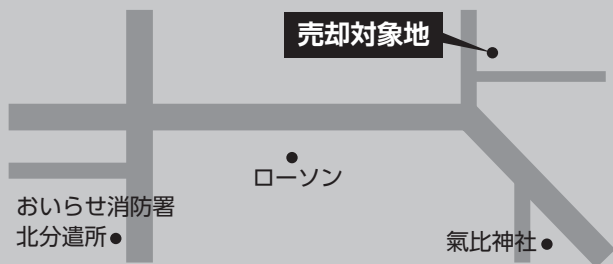 売却対象地
ローソン
おいらせ消防署
北分遣所
氣比神社